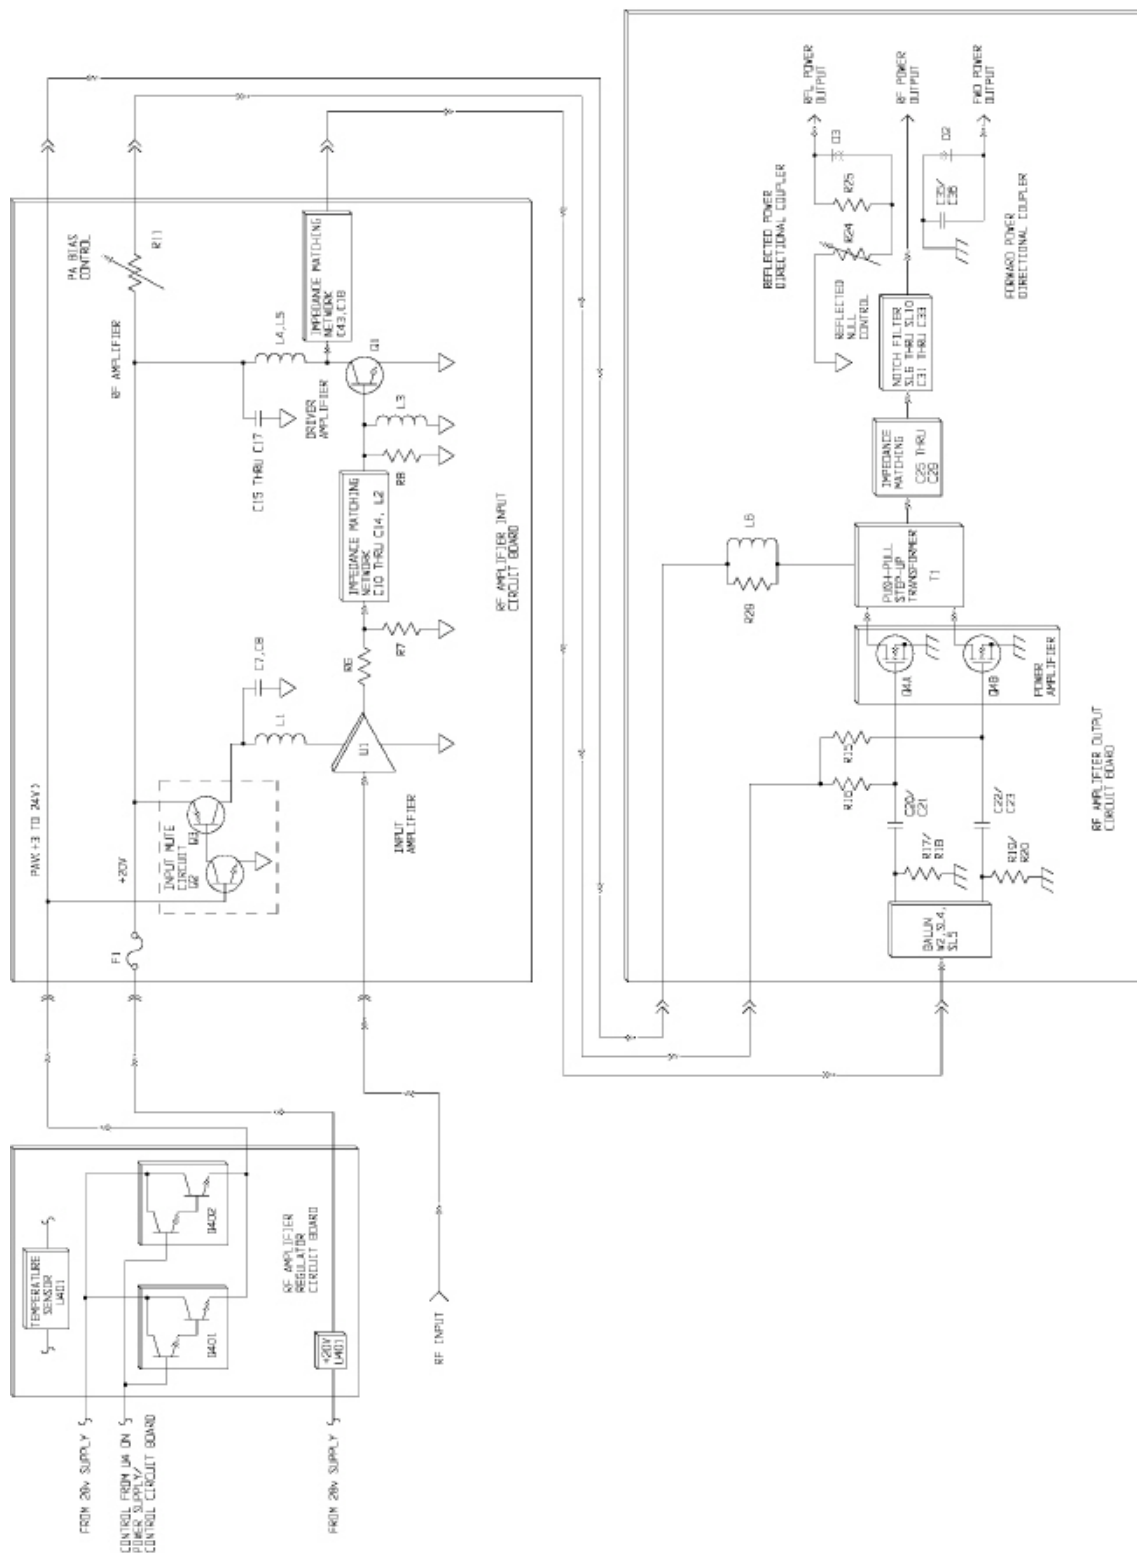 FROM 28v SUPPLY
CONTROL FROM U4 ON
POWER SUPPLY/
CONTROL CIRCUIT BOARD
FROM 28v SUPPLY
TEMPERATURE
SENSOR
U401
Q401
Q402
+20V
U401
RF AMPLIFIER
REGULATOR
CIRCUIT BOARD
RF INPUT
PAV(+3 TO 24V)
+20V
F1
INPUT MUTE
CIRCUIT
Q2
Q3
L1
C7,C8
U1
INPUT
AMPLIFIER
R6
R7
IMPEDANCE MATCHING
NETWORK
C10 THRU C14, L2
R8
L3
DRIVER
AMPLIFIER
C15 THRU C17
L4,L5
Q1
RF AMPLIFIER
IMPEDANCE MATCHING
NETWORK
C43,C18
PA BIAS
CONTROL
R11
RF AMPLIFIER INPUT
CIRCUIT BOARD
BALUN
W2,SL4,
SL5
R17/
R18
R19/
R20
C20/
C21
C22/
C23
R10
R15
Q4A
Q4B
POWER
AMPLIFIER
R29
L6
PUSH-PULL
STEP-UP
TRANSFORMER
T1
IMPEDANCE
MATCHING
C25 THRU
C29
NOTCH FILTER
SL6 THRU SL10
C31 THRU C33
REFLECTED
NULL
CONTROL
REFLECTED POWER
DIRECTIONAL COUPLER
R24
R25
C35/
C36
FORWARD POWER
DIRECTIONAL COUPLER
RFL POWER
OUTPUT
RF POWER
OUTPUT
FWD POWER
OUTPUT
RF AMPLIFIER OUTPUT
CIRCUIT BOARD